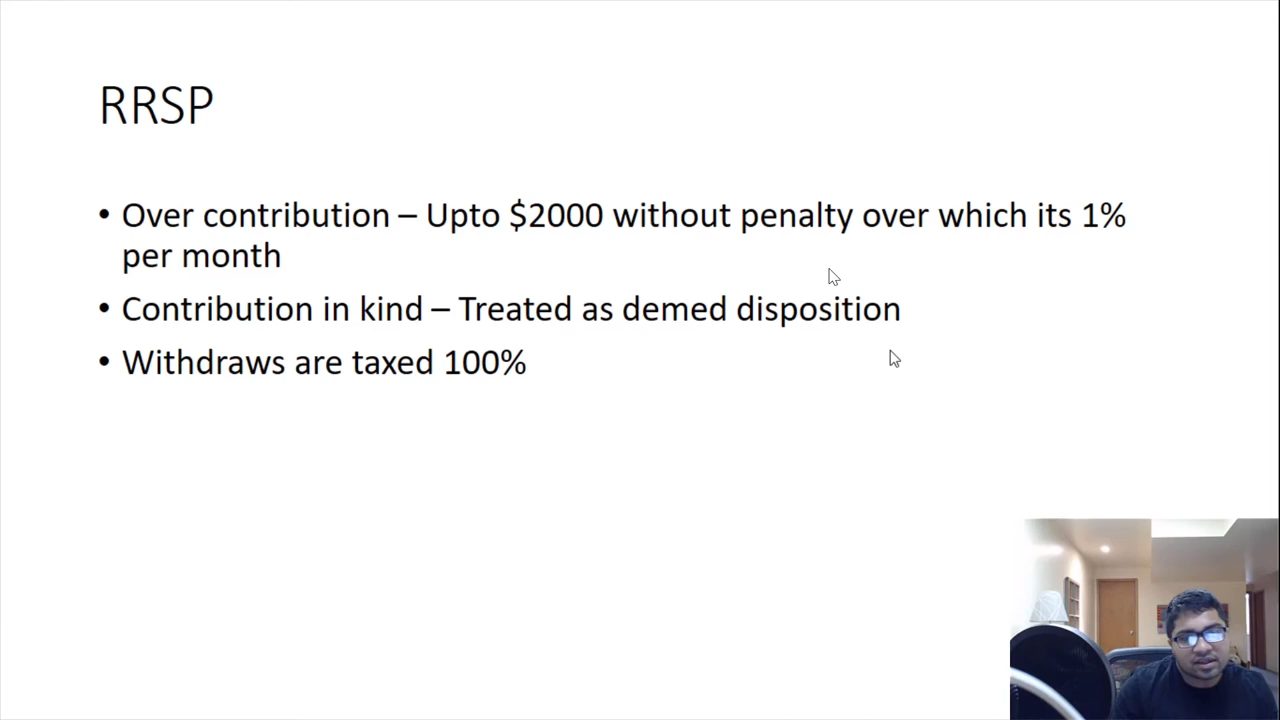 RRSP
• Over contribution – Upto $2000 without penalty over which its 1%
per month
• Contribution in kind – Treated as demed disposition
• Withdraws are taxed 100%